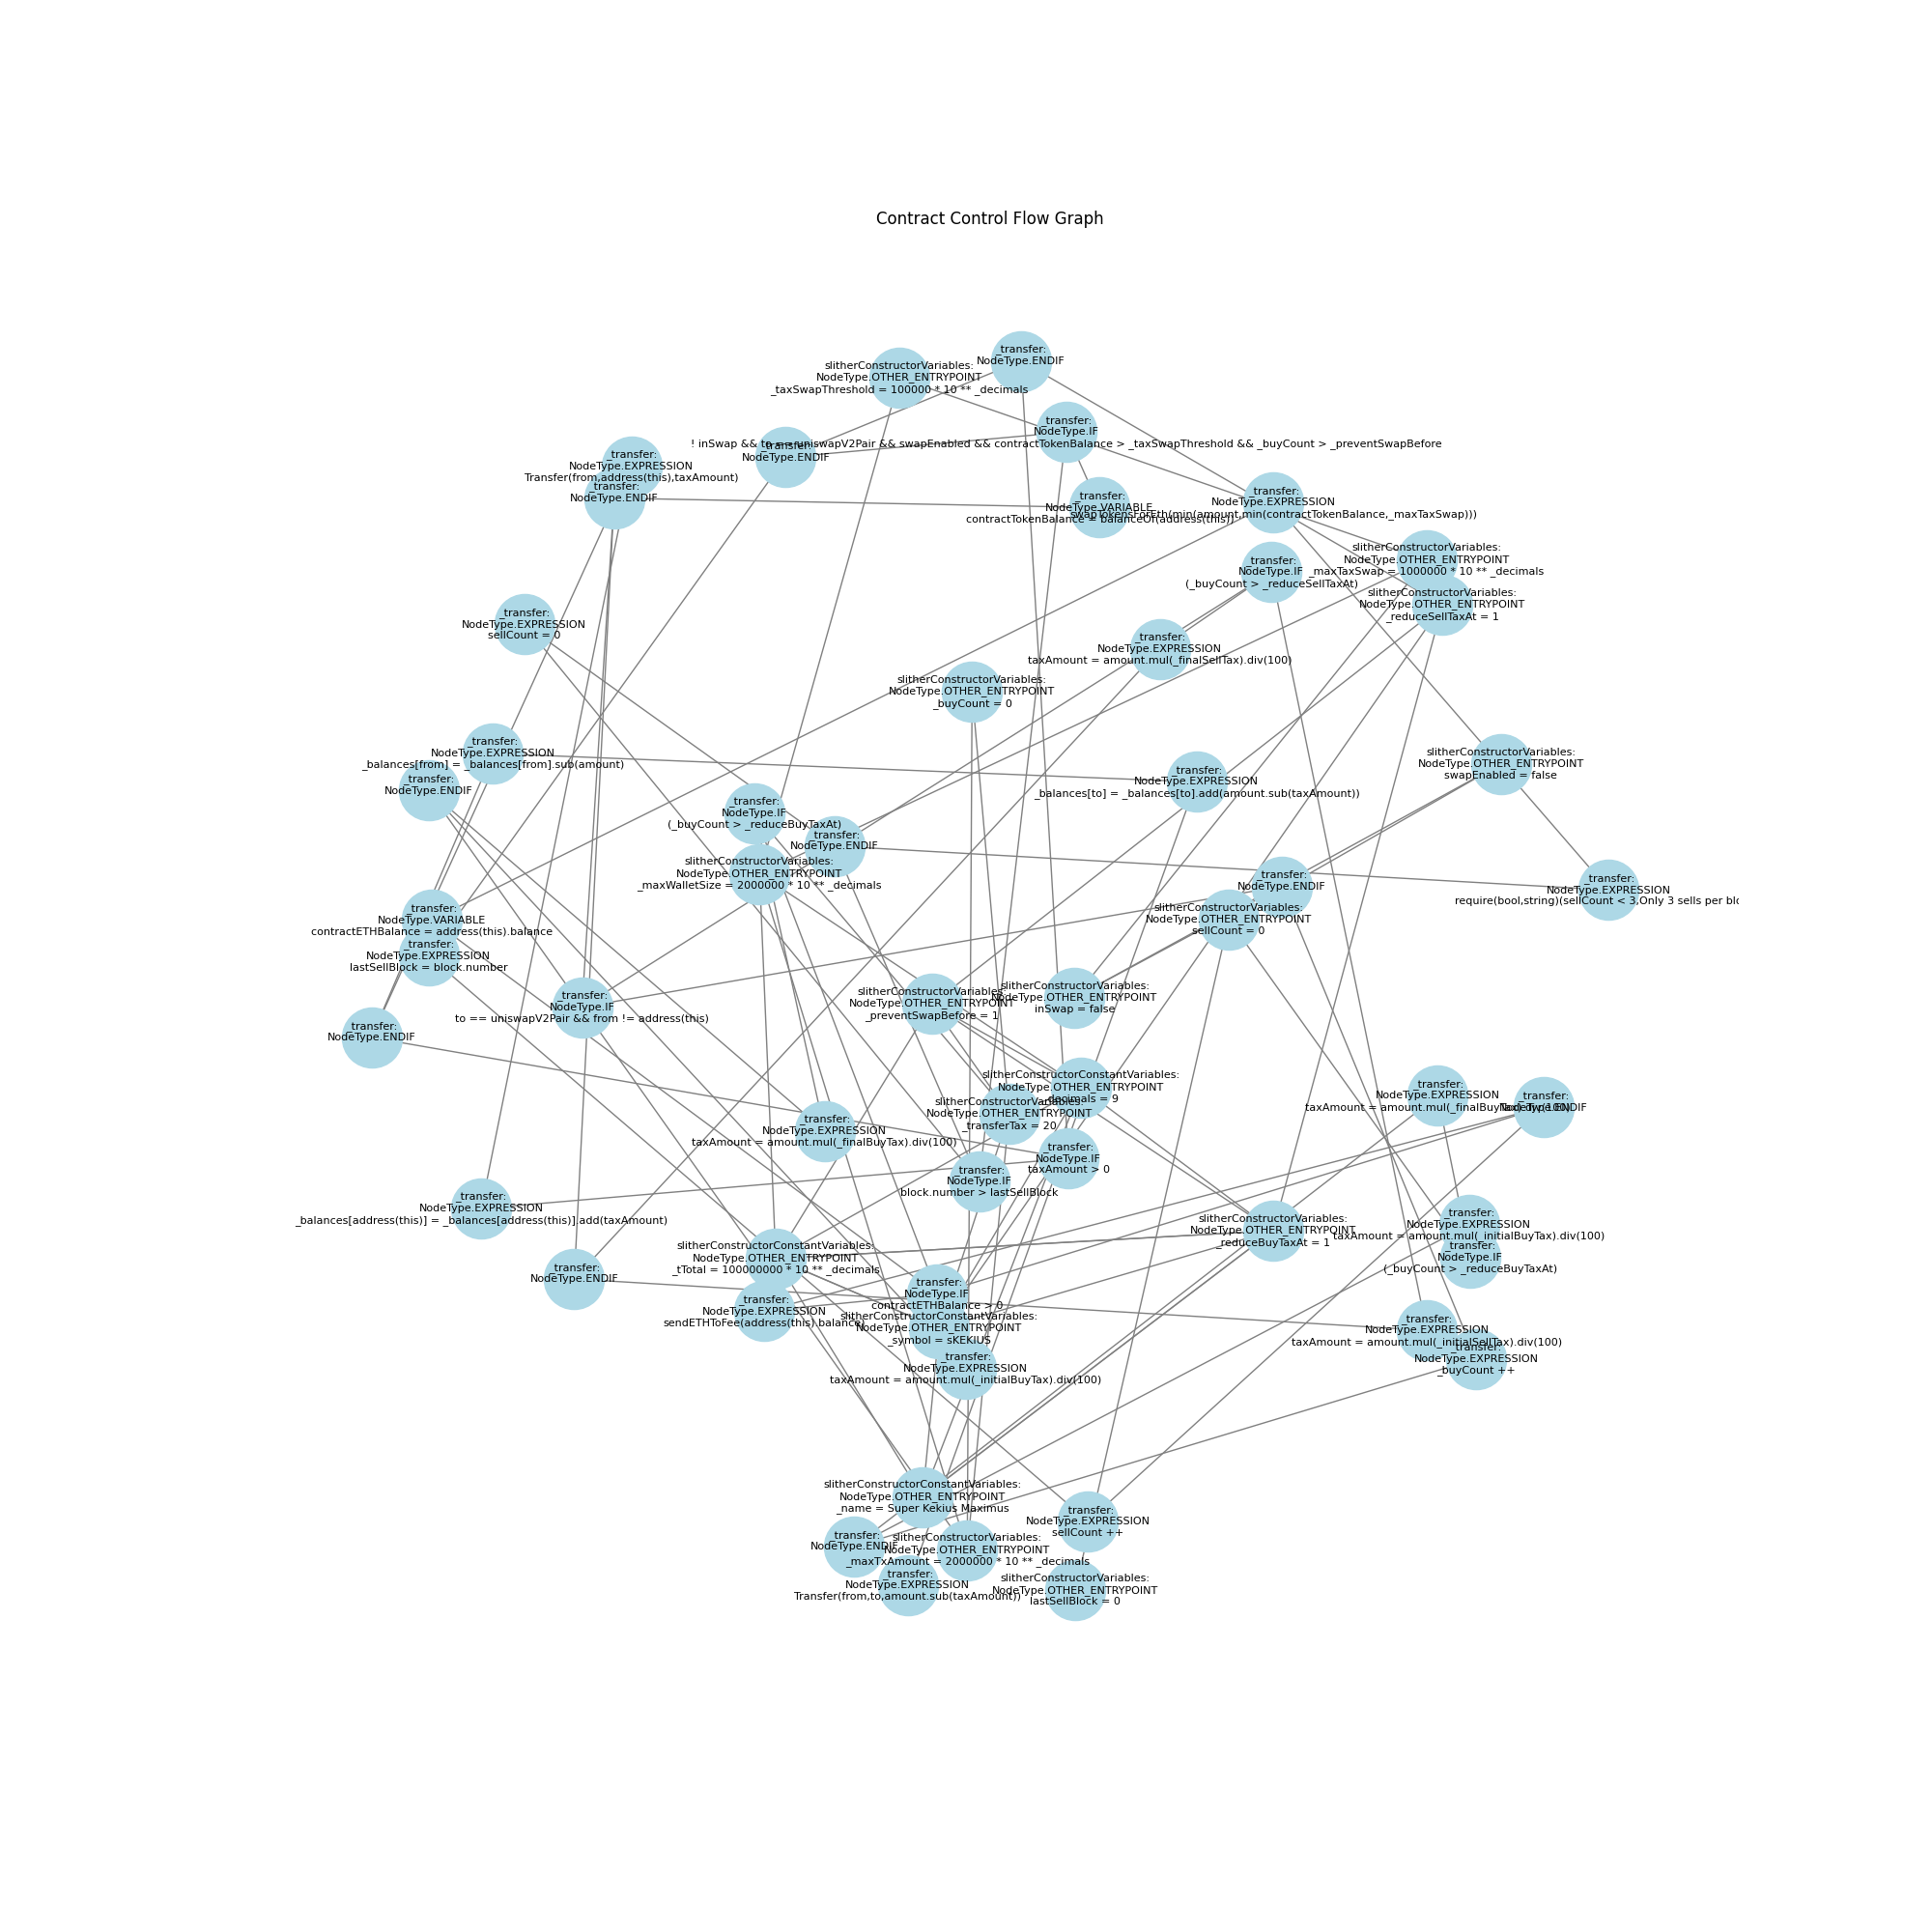 Contract Control Flow Graph
_transfer:
NodeType.ENDIF
slitherConstructorVariables:
NodeType.OTHER_ENTRYPOINT
_taxSwapThreshold = 100000 * 10 ** _decimals
_transfer:
NodeType.IF
! inSwap && to == uniswapV2Pair && swapEnabled && contractTokenBalance > _taxSwapThreshold && _buyCount > _preventSwapBefore
_transfer:
NodeType.ENDIF
_transfer:
NodeType.EXPRESSION
Transfer(from,address(this),taxAmount)
_transfer:
NodeType.ENDIF
_transfer:
NodeType.VARIABLE
contractTokenBalance = balanceOf(address(this))
_transfer:
NodeType.EXPRESSION
swapTokensForEth(min(amount,min(contractTokenBalance,_maxTaxSwap)))
slitherConstructorVariables:
NodeType.OTHER_ENTRYPOINT
_maxTaxSwap = 1000000 * 10 ** _decimals
_transfer:
NodeType.IF
(_buyCount > _reduceSellTaxAt)
slitherConstructorVariables:
NodeType.OTHER_ENTRYPOINT
_reduceSellTaxAt = 1
_transfer:
NodeType.EXPRESSION
sellCount = 0
_transfer:
NodeType.EXPRESSION
taxAmount = amount.mul(_finalSellTax).div(100)
slitherConstructorVariables:
NodeType.OTHER_ENTRYPOINT
_buyCount = 0
_transfer:
NodeType.EXPRESSION
_balances[from] = _balances[from].sub(amount)
_transfer:
NodeType.ENDIF
slitherConstructorVariables:
NodeType.OTHER_ENTRYPOINT
swapEnabled = false
_transfer:
NodeType.EXPRESSION
_balances[to] = _balances[to].add(amount.sub(taxAmount))
_transfer:
NodeType.IF
(_buyCount > _reduceBuyTaxAt)
_transfer:
NodeType.ENDIF
slitherConstructorVariables:
NodeType.OTHER_ENTRYPOINT
_maxWalletSize = 2000000 * 10 ** _decimals
_transfer:
NodeType.ENDIF
_transfer:
NodeType.EXPRESSION
require(bool,string)(sellCount < 3,Only 3 sells per
slitherConstructorVariables:
NodeType.OTHER_ENTRYPOINT
sellCount = 0
_transfer:
NodeType.VARIABLE
contractETHBalance = address(this).balance
_transfer:
NodeType.EXPRESSION
lastSellBlock = block.number
_transfer:
NodeType.IF
to == uniswapV2Pair && from != address(this)
slitherConstructorVariables:
NodeType.OTHER_ENTRYPOINT
_preventSwapBefore = 1
slitherConstructorVariables:
NodeType.OTHER_ENTRYPOINT
inSwap = false
_transfer:
NodeType.ENDIF
slitherConstructorConstantVariables:
NodeType.OTHER_ENTRYPOINT
_decimals = 9
slitherConstructorVariables:
NodeType.OTHER_ENTRYPOINT
_transferTax = 20
_transfer:
NodeType.EXPRESSION
taxAmount = amount.mul(_finalBuyTax).div(100)
_transfer:
NodeType.ENDIF
_transfer:
NodeType.EXPRESSION
taxAmount = amount.mul(_finalBuyTax).div(100)
_transfer:
NodeType.IF
taxAmount > 0
_transfer:
NodeType.IF
block.number > lastSellBlock
_transfer:
NodeType.EXPRESSION
_balances[address(this)] = _balances[address(this)].add(taxAmount)
slitherConstructorVariables:
NodeType.OTHER_ENTRYPOINT
_reduceBuyTaxAt = 1
_transfer:
NodeType.EXPRESSION
taxAmount = amount.mul(_initialBuyTax).div(100)
_transfer:
NodeType.IF
(_buyCount > _reduceBuyTaxAt)
slitherConstructorConstantVariables:
NodeType.OTHER_ENTRYPOINT
_tTotal = 100000000 * 10 ** _decimals
_transfer:
NodeType.ENDIF
_transfer:
NodeType.EXPRESSION
sendETHToFee(address(this).balance)
_transfer:
NodeType.IF
contractETHBalance > 0
slitherConstructorConstantVariables:
NodeType.OTHER_ENTRYPOINT
_symbol = sKEKIUS
_transfer:
NodeType.EXPRESSION
taxAmount = amount.mul(_initialBuyTax).div(100)
_transfer:
NodeType.EXPRESSION
taxAmount = amount.mul(_initialSellTax).div(100)
_transfer:
NodeType.EXPRESSION
_buyCount ++
slitherConstructorConstantVariables:
NodeType.OTHER_ENTRYPOINT
_name = Super Kekius Maximus
_transfer:
NodeType.EXPRESSION
sellCount ++
_transfer:
NodeType.ENDIF
slitherConstructorVariables:
NodeType.OTHER_ENTRYPOINT
_maxTxAmount = 2000000 * 10 ** _decimals
_transfer:
NodeType.EXPRESSION
Transfer(from,to,amount.sub(taxAmount))
slitherConstructorVariables:
NodeType.OTHER_ENTRYPOINT
lastSellBlock = 0